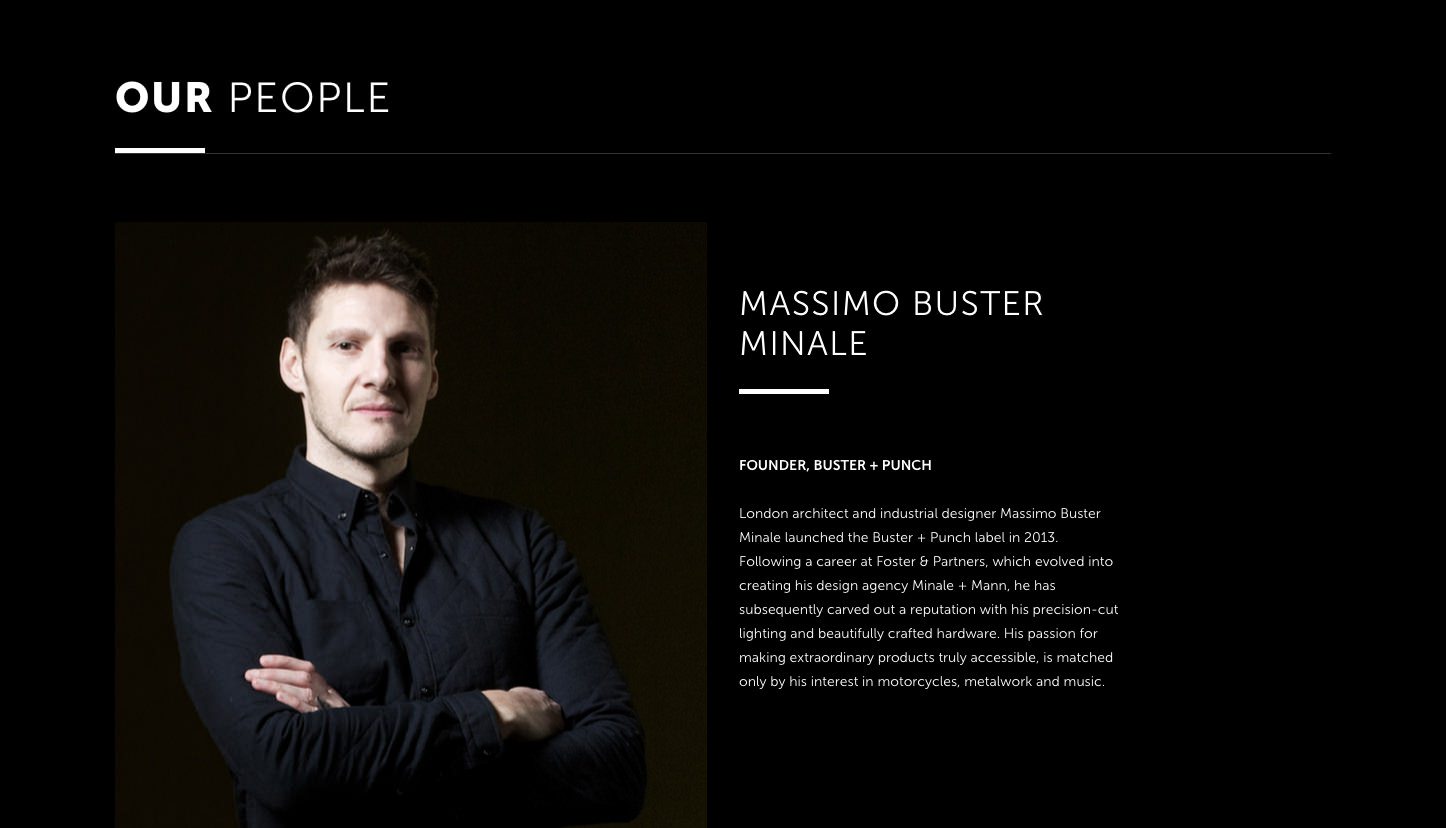 OUR PEOPLE
MASSIMO BUSTER
MINALE
FOUNDER, BUSTER + PUNCH
London architect and industrial designer Massimo Buster
Minale launched the Buster + Punch label in 2013.
Following a career at Foster & Partners, which evolved into
creating his design agency Minale + Mann, he has
subsequently carved out a reputation with his precision-cut
lighting and beautifully crafted hardware. His passion for
making extraordinary products truly accessible, is matched
only by his interest in motorcycles, metalwork and music.